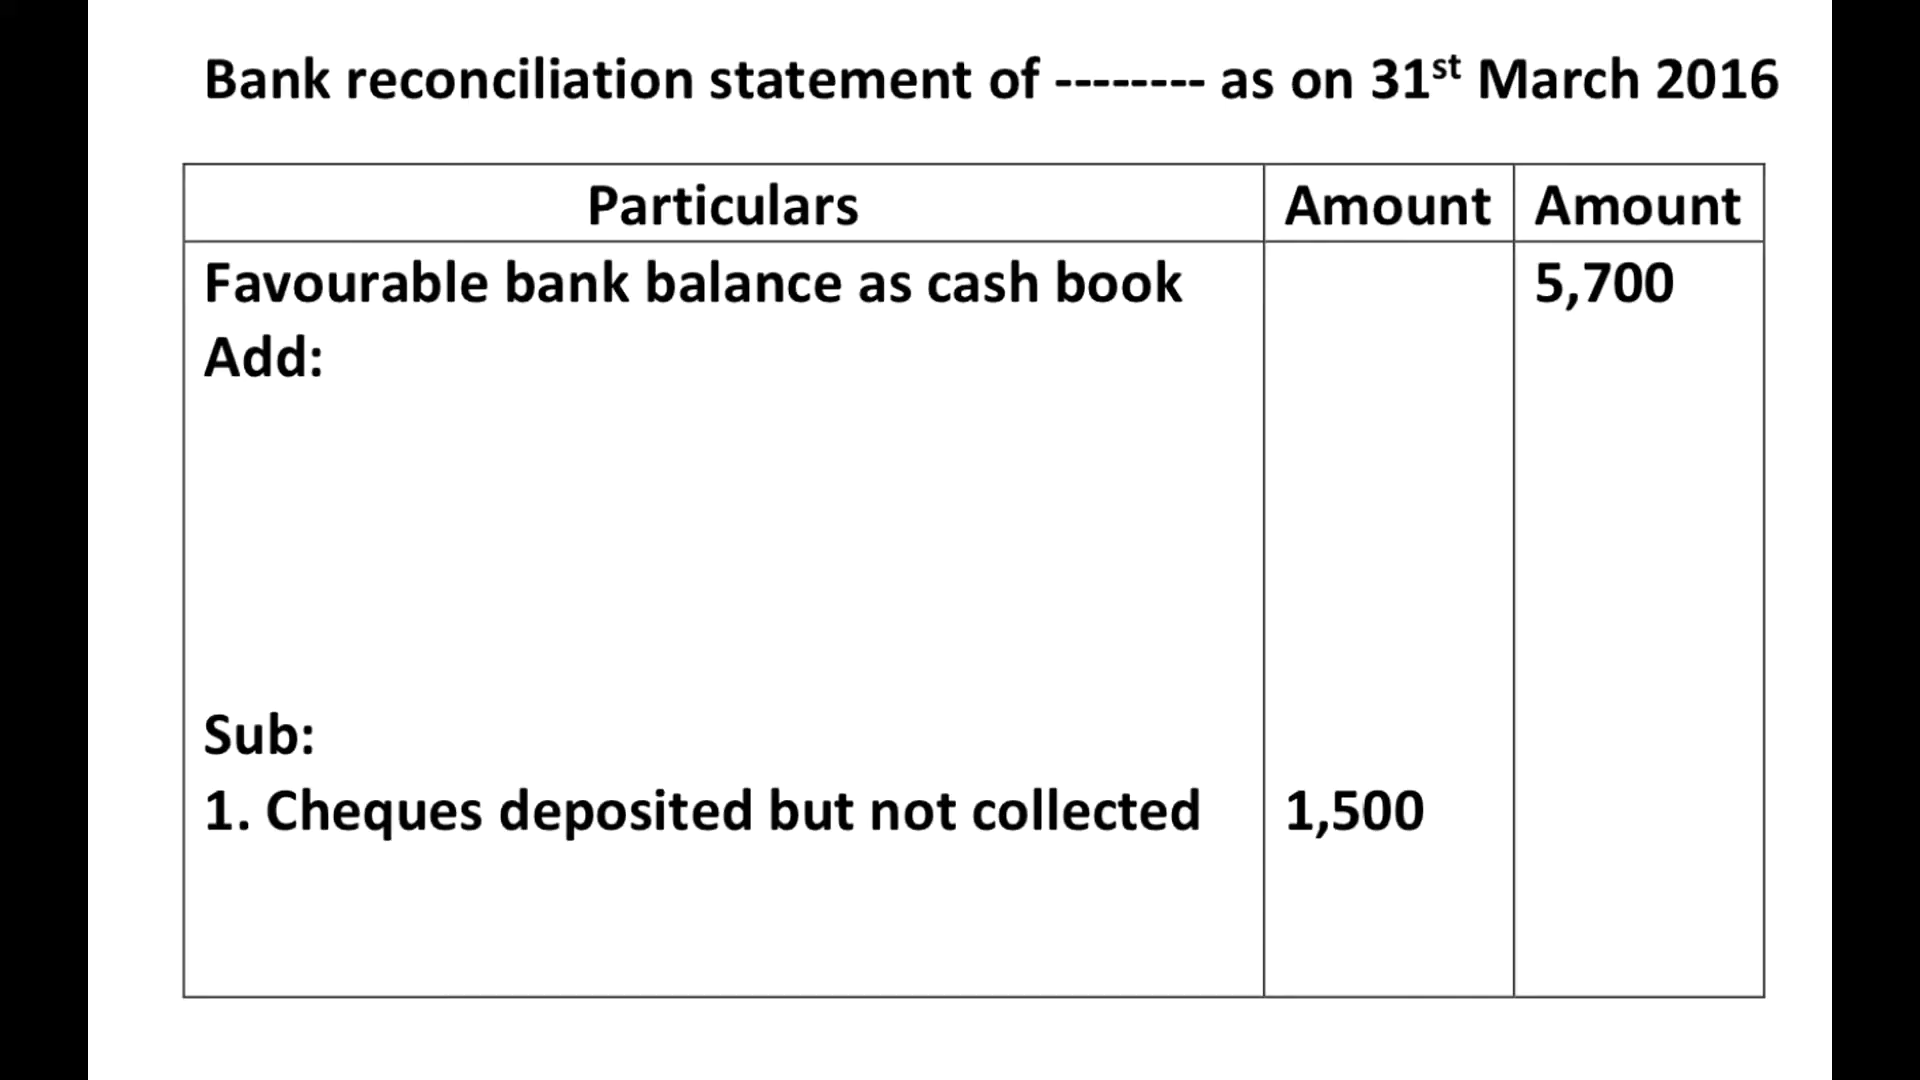 Bank reconciliation statement of -------- as on 31st March 2016
Particulars Amount Amount
Favourable bank balance as cash book 5,700
Add:
Sub:
1. Cheques deposited but not collected 1,500